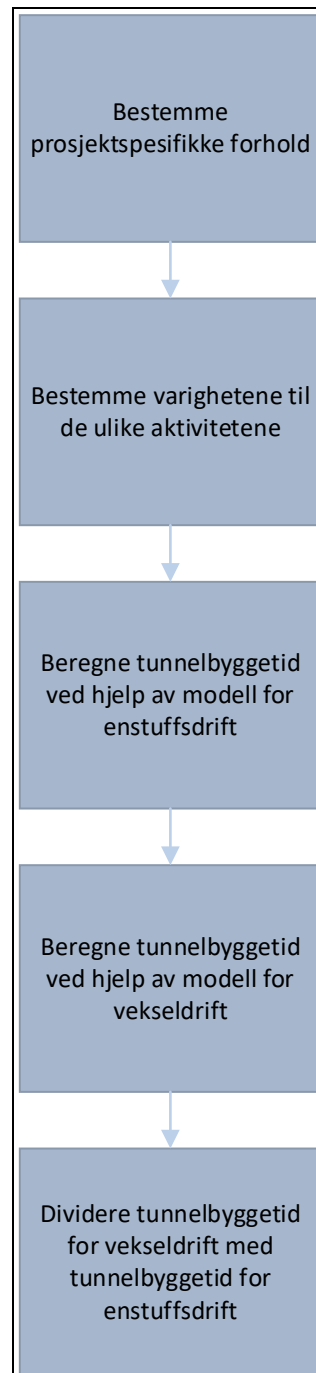 Bestemme
prosjektspesifikke forhold
Bestemme varighetene til
de ulike aktivitetene
Beregne tunnelbyggetid
ved hjelp av modell for
enstuffsdrift
Beregne tunnelbyggetid
ved hjelp av modell for
vekseldrift
Dividere tunnelbyggetid
for vekseldrift med
tunnelbyggetid for
enstuffsdrift